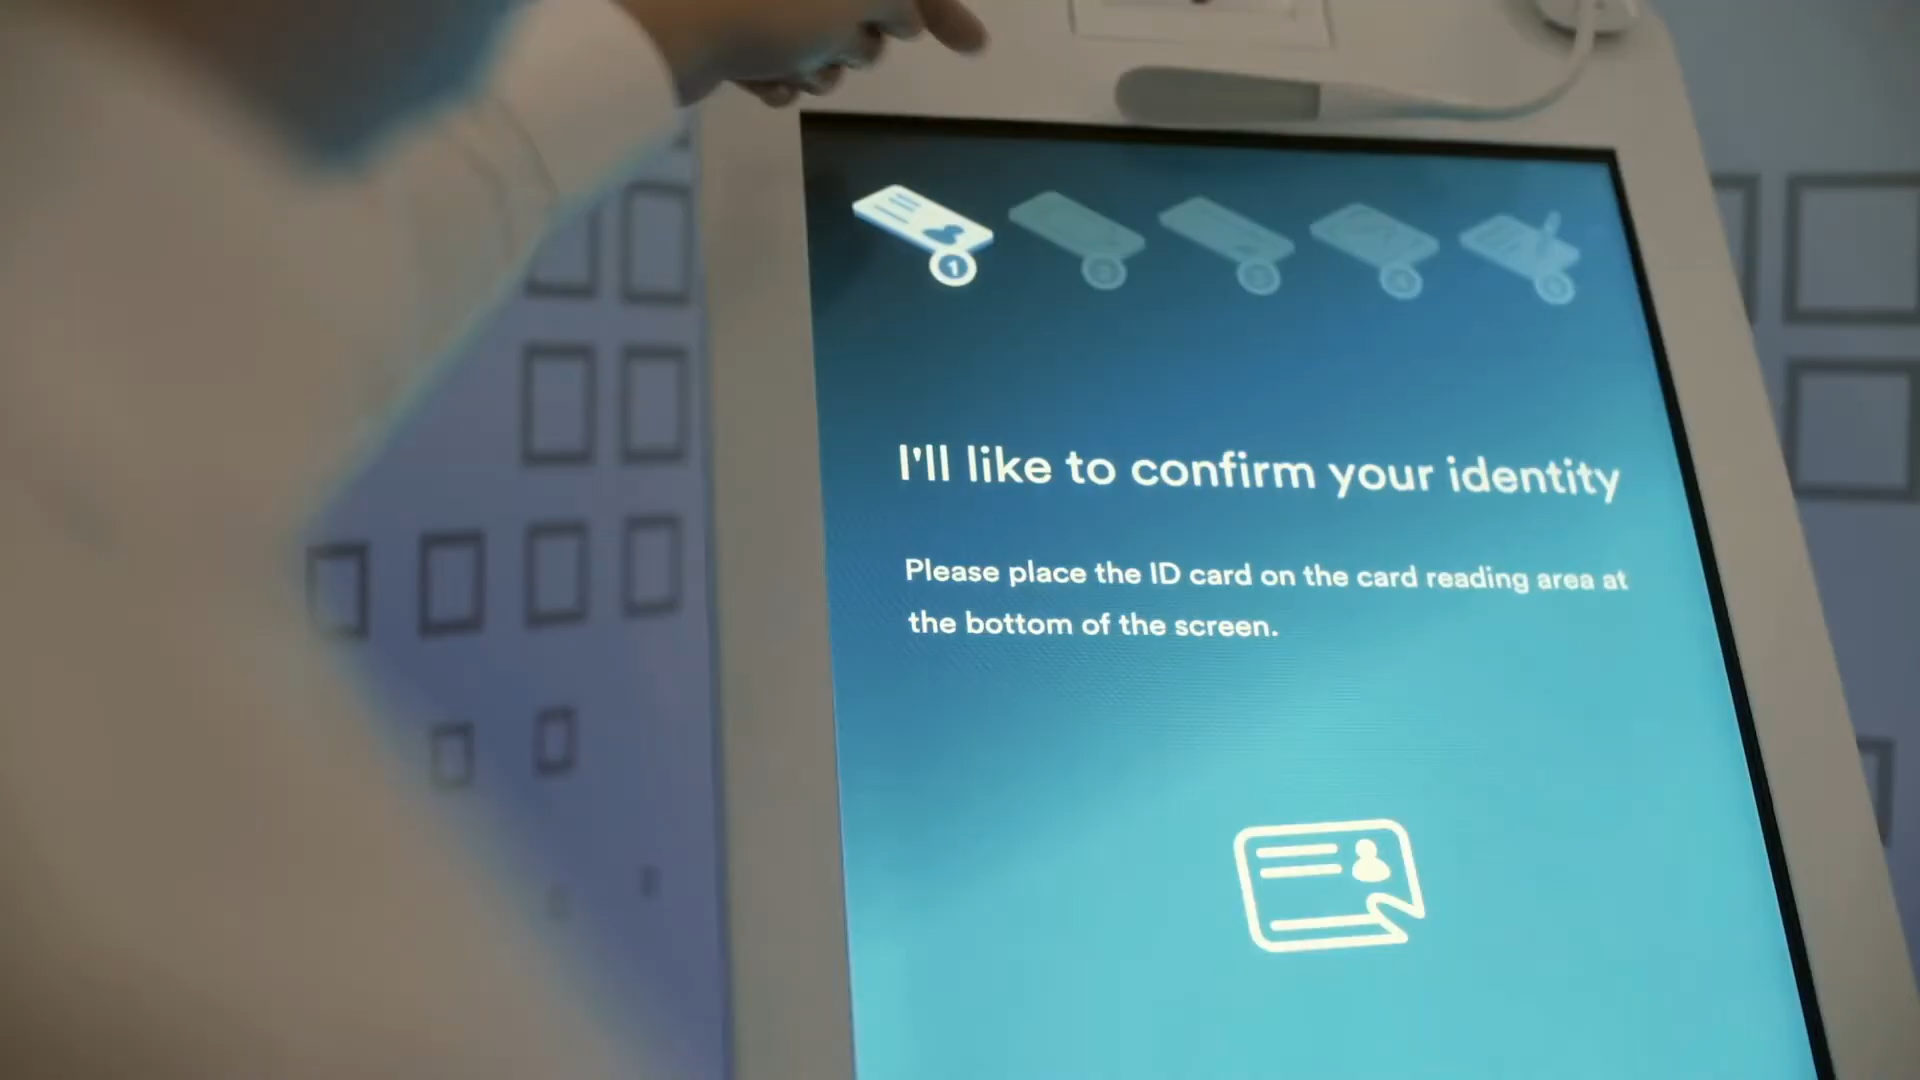 1
I'll like to confirm your identity
Please place the ID card on the card reading area at
the bottom of the screen.